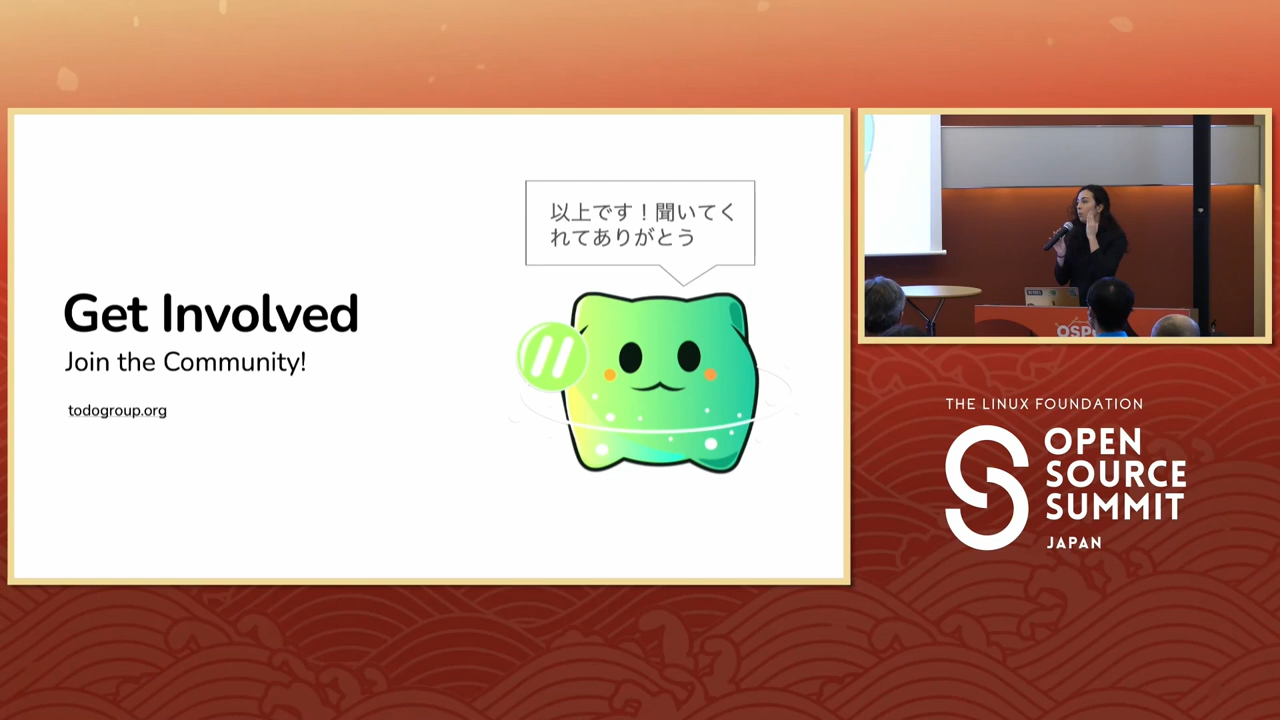 以上です！聞いてく
れてありがとう
Get Involved
Join the Community!
todogroup.org
THE LINUX FOUNDATION
OPEN
SOURCE
SUMMIT
JAPAN